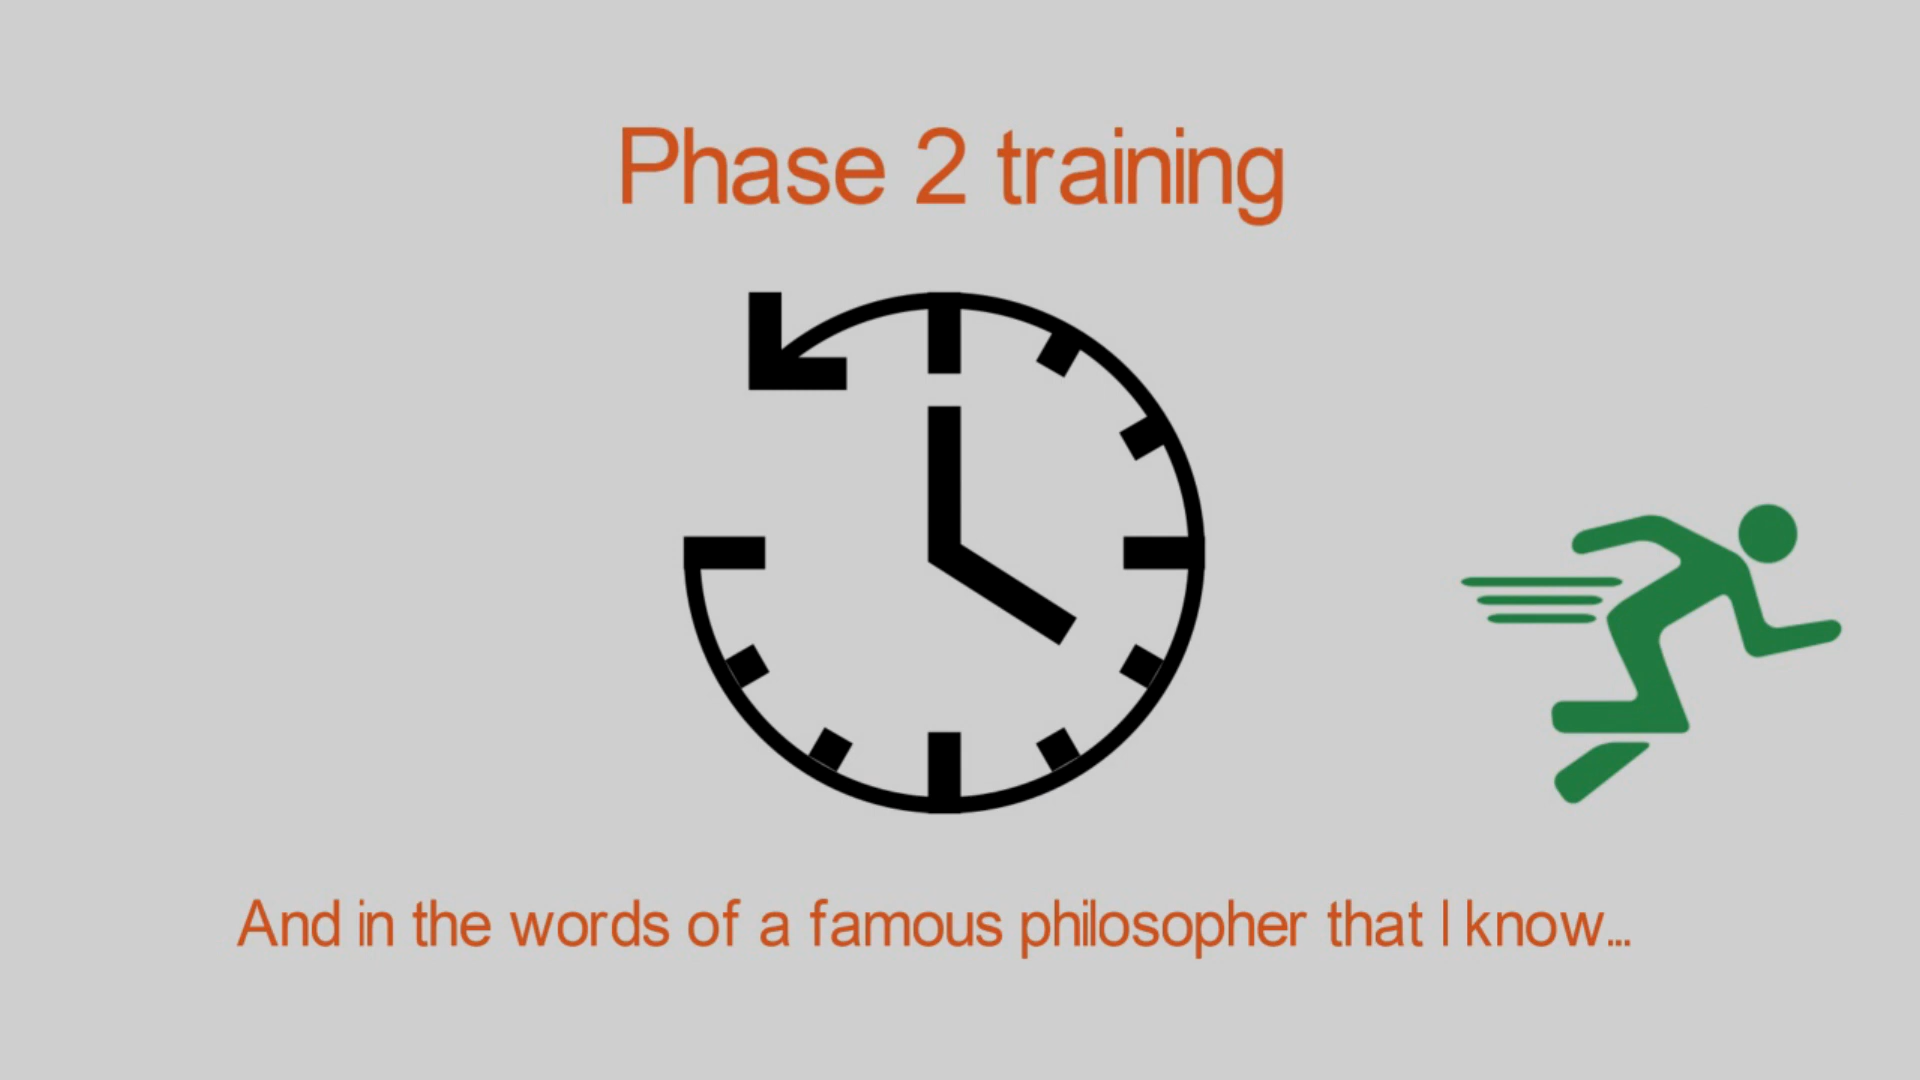 Phase 2 training
And in the words of a famous philosopher that I know...